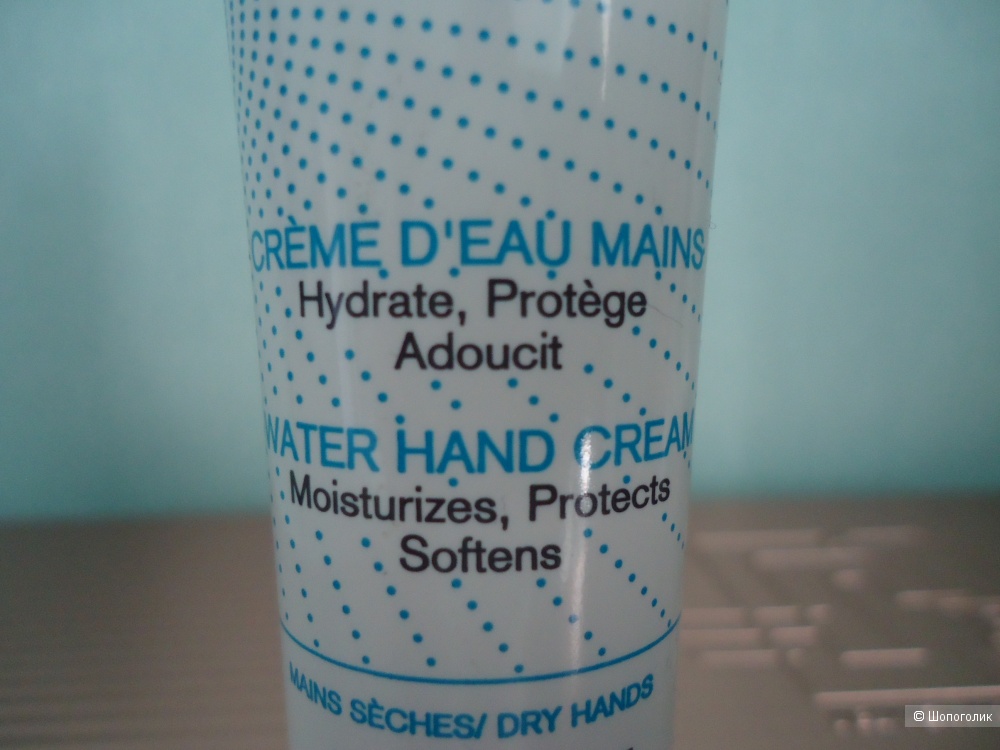 CRÈME D'EAU MAINS
Hydrate, Protège
Adoucit
WATER HAND CREAM
Moisturizes, Protects
Softens
MAINS SÈCHES/ DRY HANDS
© Шопоголик